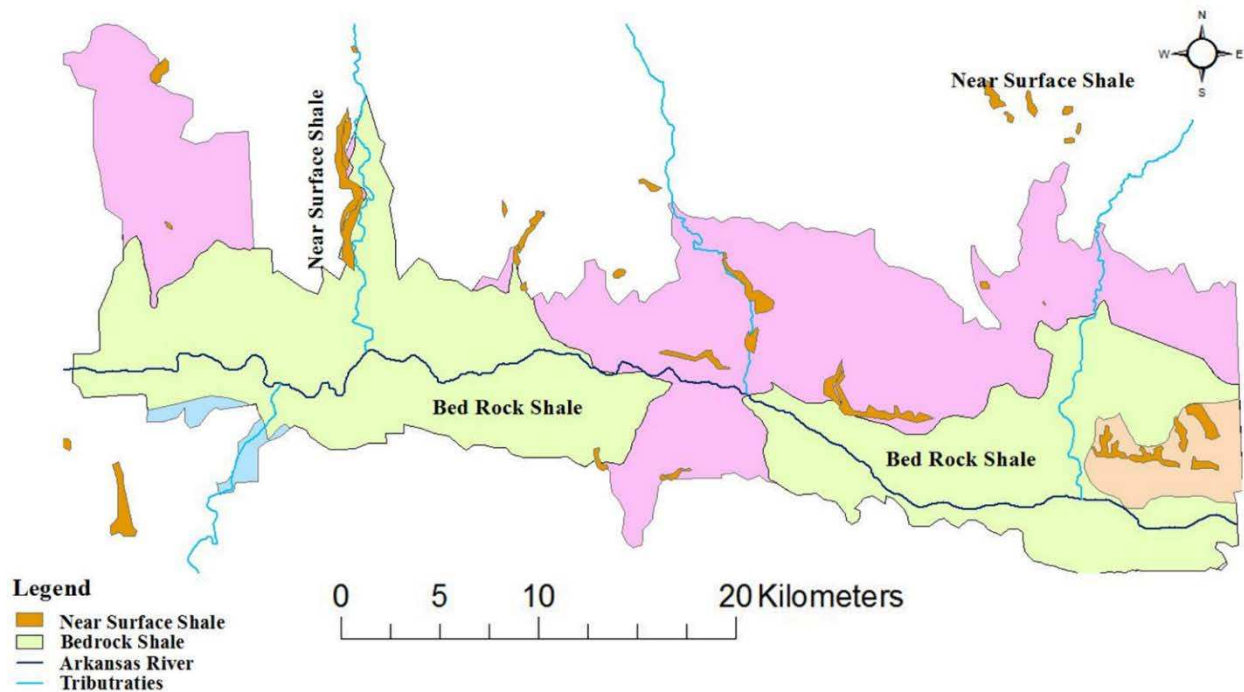 N
W E
S
Near Surface Shale
Near Surface Shale
Bed Rock Shale
Bed Rock Shale
Legend
Near Surface Shale
Bedrock Shale
Arkansas River
Tributraties
0 5 10 20 Kilometers